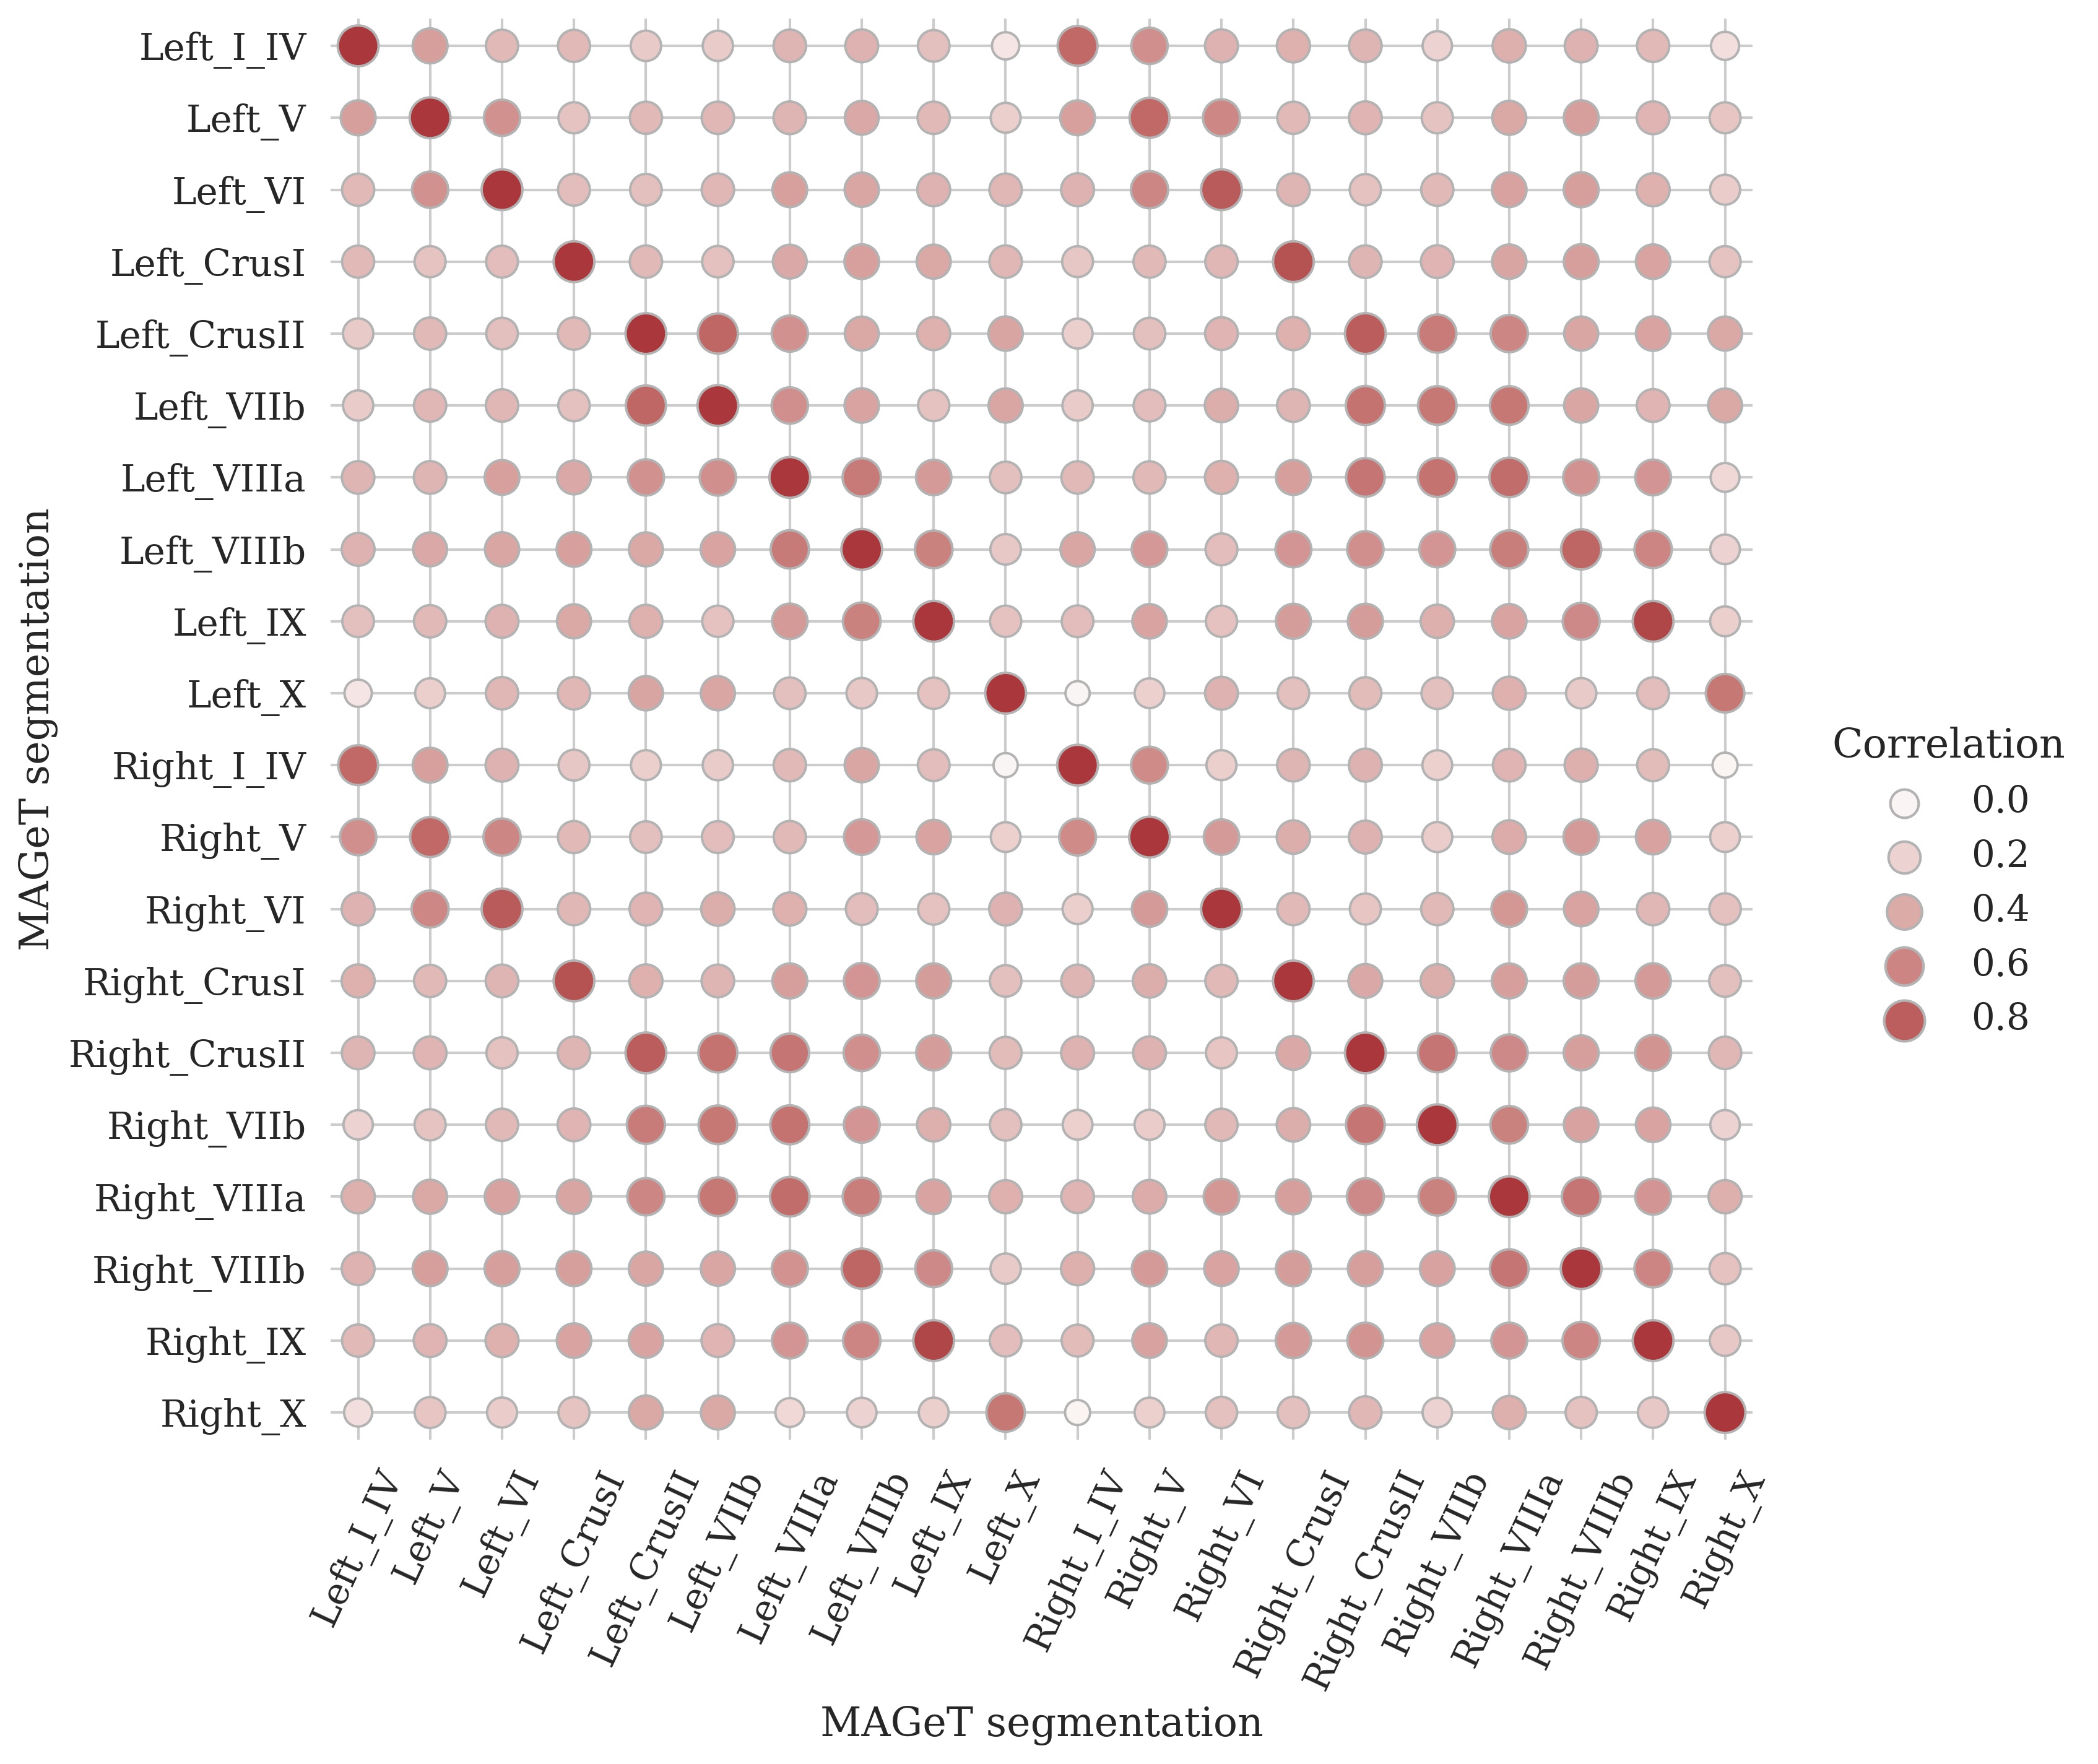 Left_I_IV
Left_V
Left_VI
Left_CrusI
Left_CrusII
Left_VIIb
Left_VIIIa
Left_VIIIb
Left_IX
Left_X
Right_I_IV
Right_V
Right_VI
Right_CrusI
Right_CrusII
Right_VIIb
Right_VIIIa
Right_VIIIb
Right_IX
Right_X
MAGeT segmentation
Correlation
0.0
0.2
0.4
0.6
0.8
Left_I_IV
Left_V
Left_VI
Left_CrusI
Left_CrusII
Left_VIIb
Left_VIIIa
Left_VIIIb
Left_IX
Left_X
Right_I_IV
Right_V
Right_VI
Right_CrusI
Right_CrusII
Right_VIIb
Right_VIIIa
Right_VIIIb
Right_IX
Right_X
MAGeT segmentation